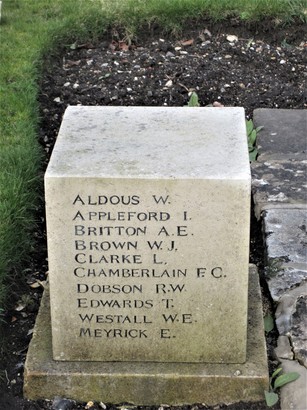 ALDOUS W.
APPLEFORD I.
BRITTON A.E.
BROWN W.J.
CLARKE L.
CHAMBERLAIN F.C.
DOBSON R.W.
EDWARDS T.
WESTALL W.E.
MEYRICK E.